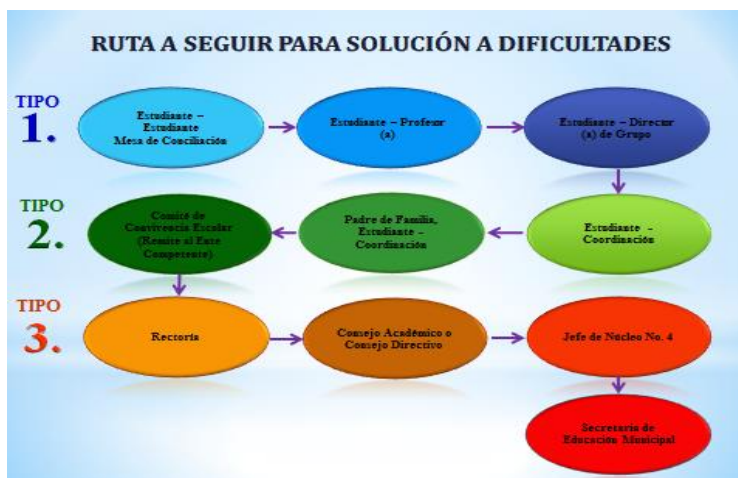 RUTA A SEGUIR PARA SOLUCIÓN A DIFICULTADES
TIPO
1.
Estudiante –
Estudiante
Mesa de Conciliación
Estudiante – Profesor
(a)
Estudiante – Director
(a) de Grupo
TIPO
2.
Comité de
Convivencia Escolar
(Remite al Ente
Competente)
Padre de Familia,
Estudiante –
Coordinación
Estudiante -
Coordinación
TIPO
3.
Rectoría
Consejo Académico o
Consejo Directivo
Jefe de Núcleo No. 4
Secretaría de
Educación Municipal